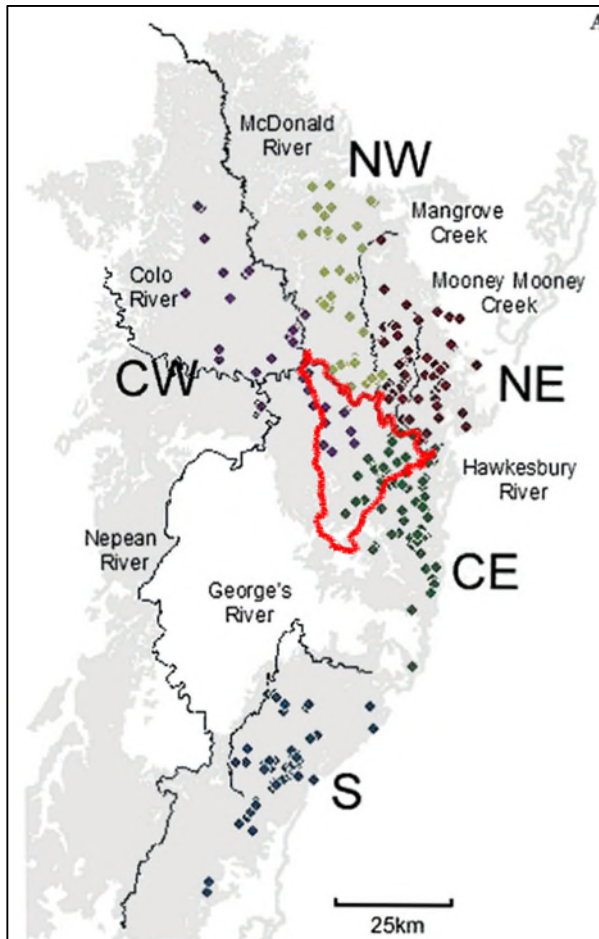 A
McDonald
River
NW
Mangrove
Creek
Colo
River
Mooney Mooney
Creek
CW
NE
Hawkesbury
River
Nepean
River
CE
George's
River
S
25km